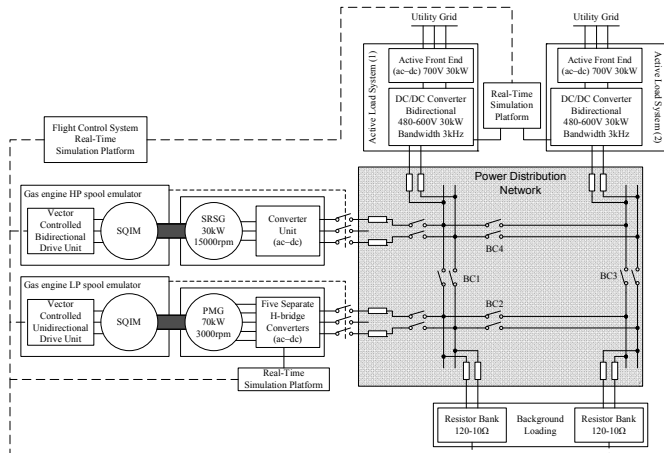 Utility Grid
Utility Grid
Active Load System (1)
Active Front End
(ac–dc) 700V 30kW
DC/DC Converter
Bidirectional
480-600V 30kW
Bandwidth 3kHz
Real-Time
Simulation
Platform
Active Front End
(ac–dc) 700V 30kW
DC/DC Converter
Bidirectional
480-600V 30kW
Bandwidth 3kHz
Active Load System (2)
Flight Control System
Real-Time
Simulation Platform
Power Distribution
Network
Gas engine HP spool emulator
Vector
Controlled
Bidirectional
Drive Unit
SQIM
SRSG
30kW
15000rpm
Converter
Unit
(ac–dc)
BC4
BC1
BC3
BC2
Gas engine LP spool emulator
Vector
Controlled
Unidirectional
Drive Unit
SQIM
PMG
70kW
3000rpm
Five Separate
H-bridge
Converters
(ac–dc)
Real-Time
Simulation Platform
Resistor Bank
120-10Ω
Background
Loading
Resistor Bank
120-10Ω